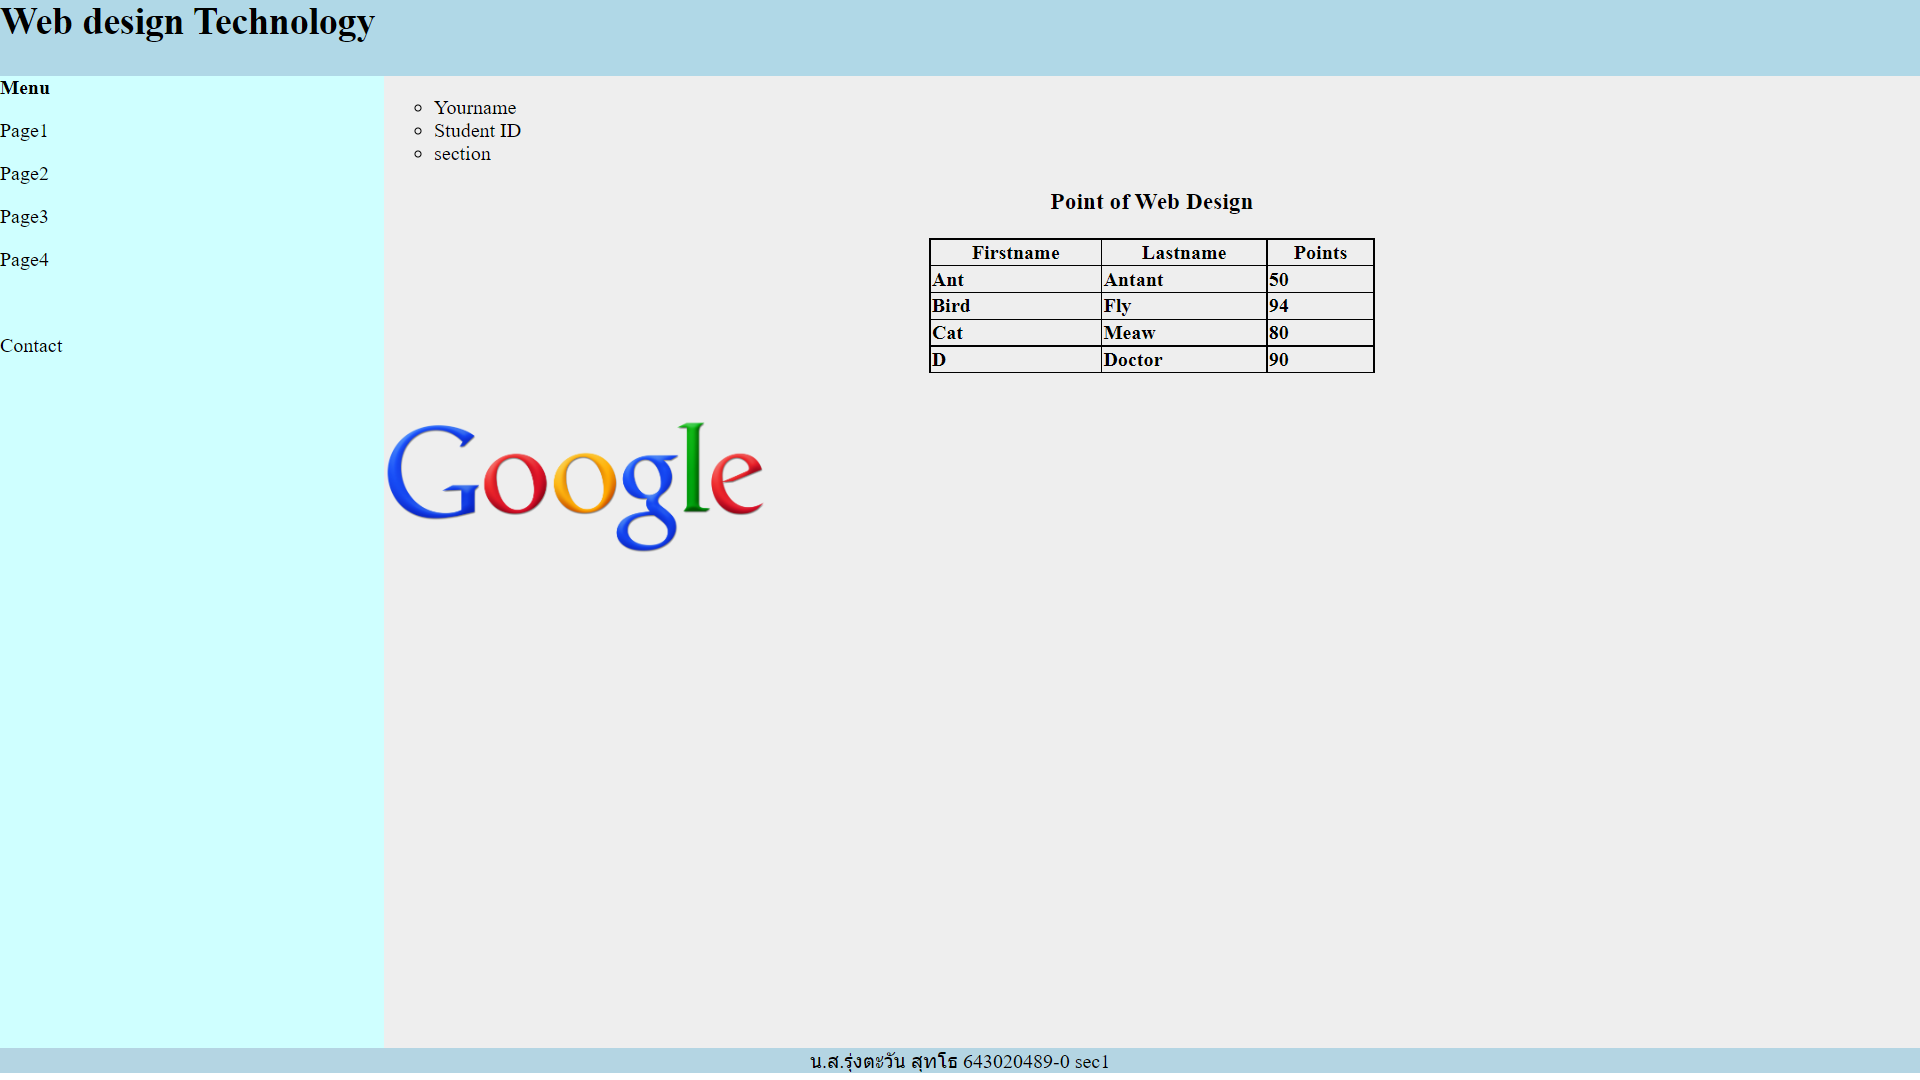 Web design Technology
Menu
Page1
Page2
Page3
Page4
Contact
Yourname
Student ID
section
Point of Web Design
Firstname Lastname Points
Ant Antant 50
Bird Fly 94
Cat Meaw 80
D Doctor 90
Google
น.ส.รุ่งตะวัน สุทโธ 643020489-0 sec1